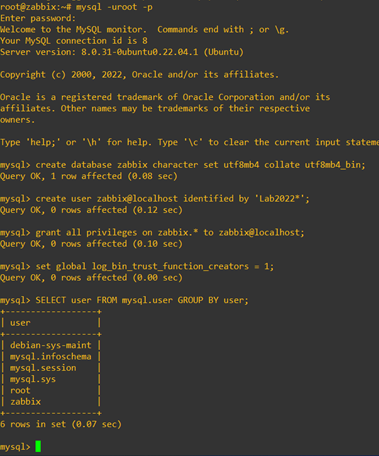 root@zabbix:~# mysql -uroot -p
Enter password:
Welcome to the MySQL monitor.  Commands end with ; or \g.
Your MySQL connection id is 8
Server version: 8.0.31-0ubuntu0.22.04.1 (Ubuntu)

Copyright (c) 2000, 2022, Oracle and/or its affiliates.

Oracle is a registered trademark of Oracle Corporation and/or its
affiliates. Other names may be trademarks of their respective
owners.

Type 'help;' or '\h' for help. Type '\c' to clear the current input stateme

mysql> create database zabbix character set utf8mb4 collate utf8mb4_bin;
Query OK, 1 row affected (0.08 sec)

mysql> create user zabbix@localhost identified by 'Lab2022*';
Query OK, 0 rows affected (0.12 sec)

mysql> grant all privileges on zabbix.* to zabbix@localhost;
Query OK, 0 rows affected (0.10 sec)

mysql> set global log_bin_trust_function_creators = 1;
Query OK, 0 rows affected (0.00 sec)

mysql> SELECT user FROM mysql.user GROUP BY user;
+------------------+
| user             |
+------------------+
| debian-sys-maint |
| mysql.infoschema |
| mysql.session    |
| mysql.sys        |
| root             |
| zabbix           |
+------------------+
6 rows in set (0.07 sec)

mysql>